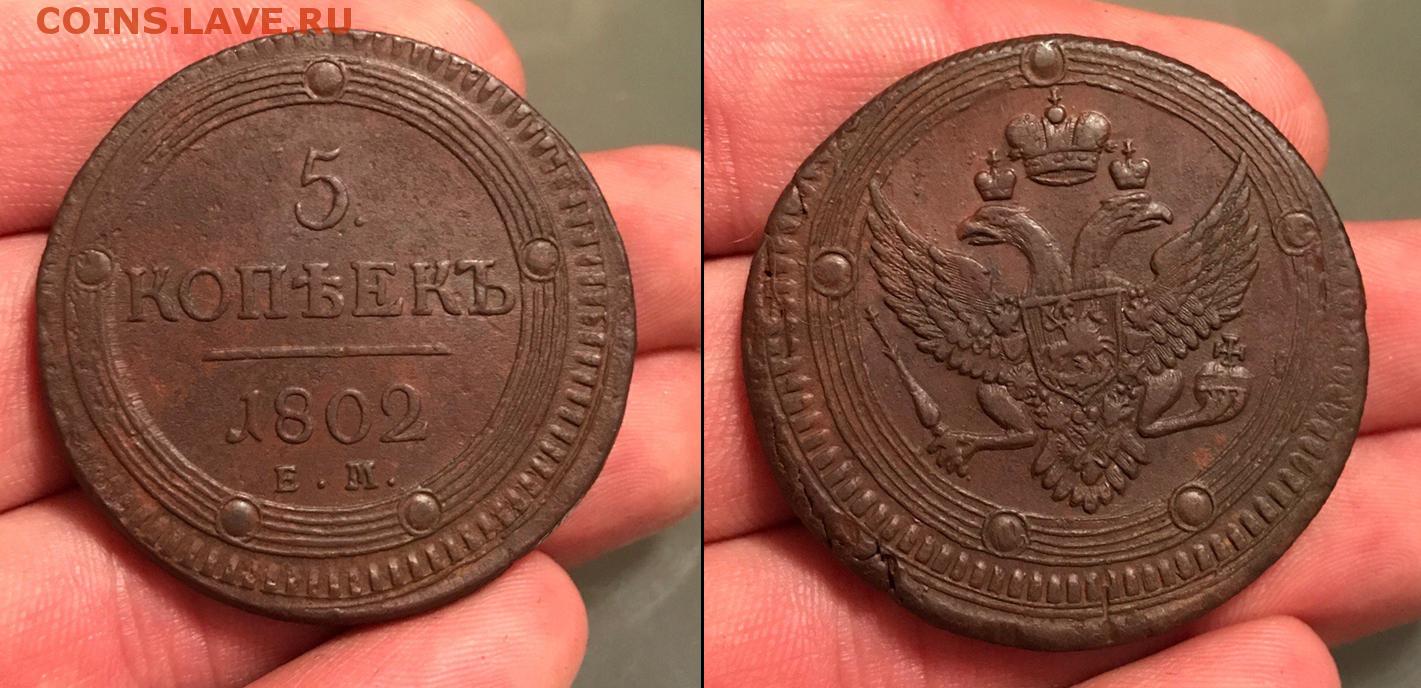 COINS.LAVE.RU
5.
КОПѢЕКЪ
1802
Е. М.